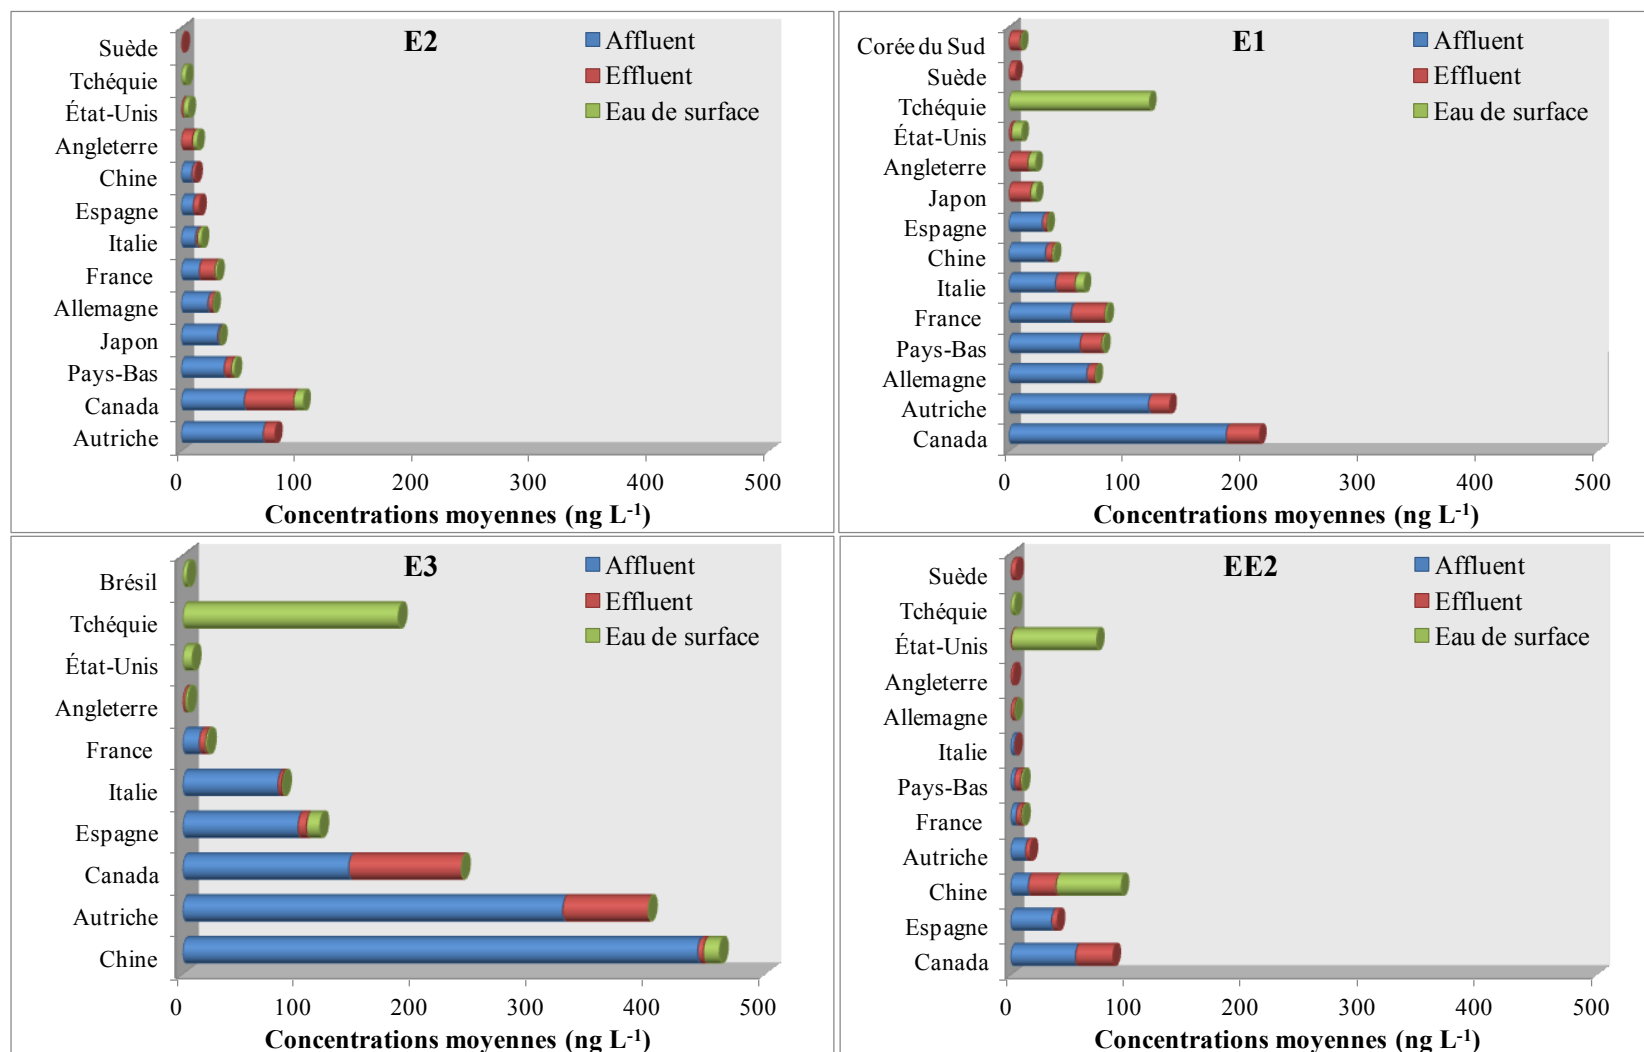 E2
Affluent
Effluent
Eau de surface
Suède
Tchéquie
État-Unis
Angleterre
Chine
Espagne
Italie
France
Allemagne
Japon
Pays-Bas
Canada
Autriche
0 100 200 300 400 500
Concentrations moyennes (ng L-1)
E1
Affluent
Effluent
Eau de surface
Corée du Sud
Suède
Tchéquie
État-Unis
Angleterre
Japon
Espagne
Chine
Italie
France
Pays-Bas
Allemagne
Autriche
Canada
0 100 200 300 400 500
Concentrations moyennes (ng L-1)
E3
Affluent
Effluent
Eau de surface
Brésil
Tchéquie
État-Unis
Angleterre
France
Italie
Espagne
Canada
Autriche
Chine
0 100 200 300 400 500
Concentrations moyennes (ng L-1)
EE2
Affluent
Effluent
Eau de surface
Suède
Tchéquie
État-Unis
Angleterre
Allemagne
Italie
Pays-Bas
France
Autriche
Chine
Espagne
Canada
0 100 200 300 400 500
Concentrations moyennes (ng L-1)